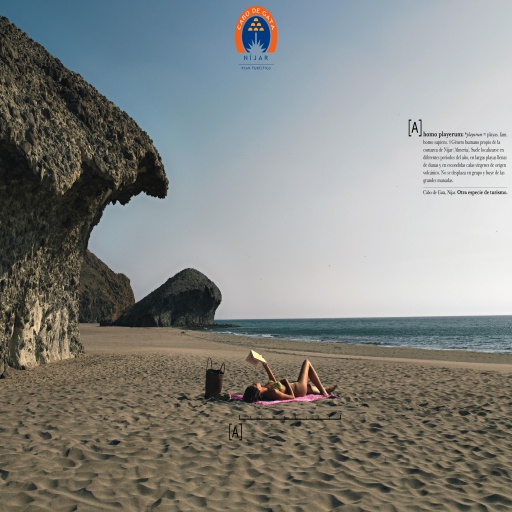 CABO DE GATA
NIJAR
PLAN TURISTICO
[A]
homo playerum: *playerum = playas. fam.
homo sapiens. 1 Género humano propio de la
comarca de Níjar (Almería). Suele localizarse en
diferentes periodos del año, en largas playas llenas
de dunas y en escondidas calas vírgenes de origen
volcánico. No se desplaza en grupo y huye de las
grandes manadas.
Cabo de Gata, Níjar. Otra especie de turismo.
[A]